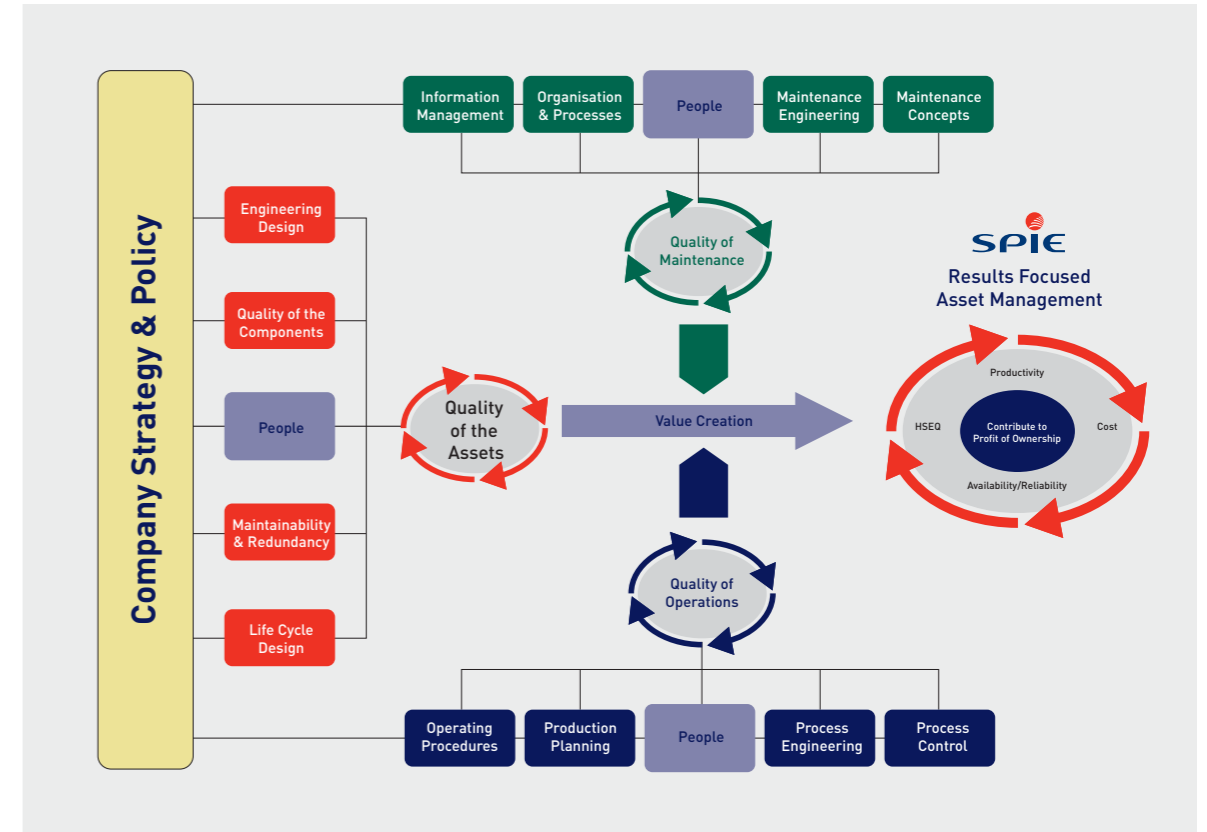 Company Strategy & Policy
Information
Management
Organisation
& Processes
People
Maintenance
Engineering
Maintenance
Concepts
Engineering
Design
Quality of the
Components
People
Maintainability
& Redundancy
Life Cycle
Design
Quality of
Maintenance
Quality
of the
Assets
Value Creation
Quality of
Operations
Operating
Procedures
Production
Planning
People
Process
Engineering
Process
Control
SPIE
Results Focused
Asset Management
Productivity
HSEQ
Contribute to
Profit of Ownership
Cost
Availability/Reliability